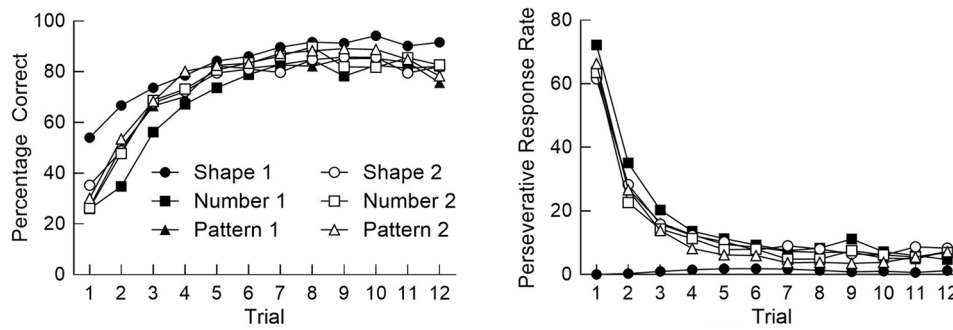 100
80
60
40
20
0
Percentage Correct
Shape 1
Shape 2
Number 1
Number 2
Pattern 1
Pattern 2
1 2 3 4 5 6 7 8 9 10 11 12
Trial
80
60
40
20
0
Perseverative Response Rate
1 2 3 4 5 6 7 8 9 10 11 12
Trial